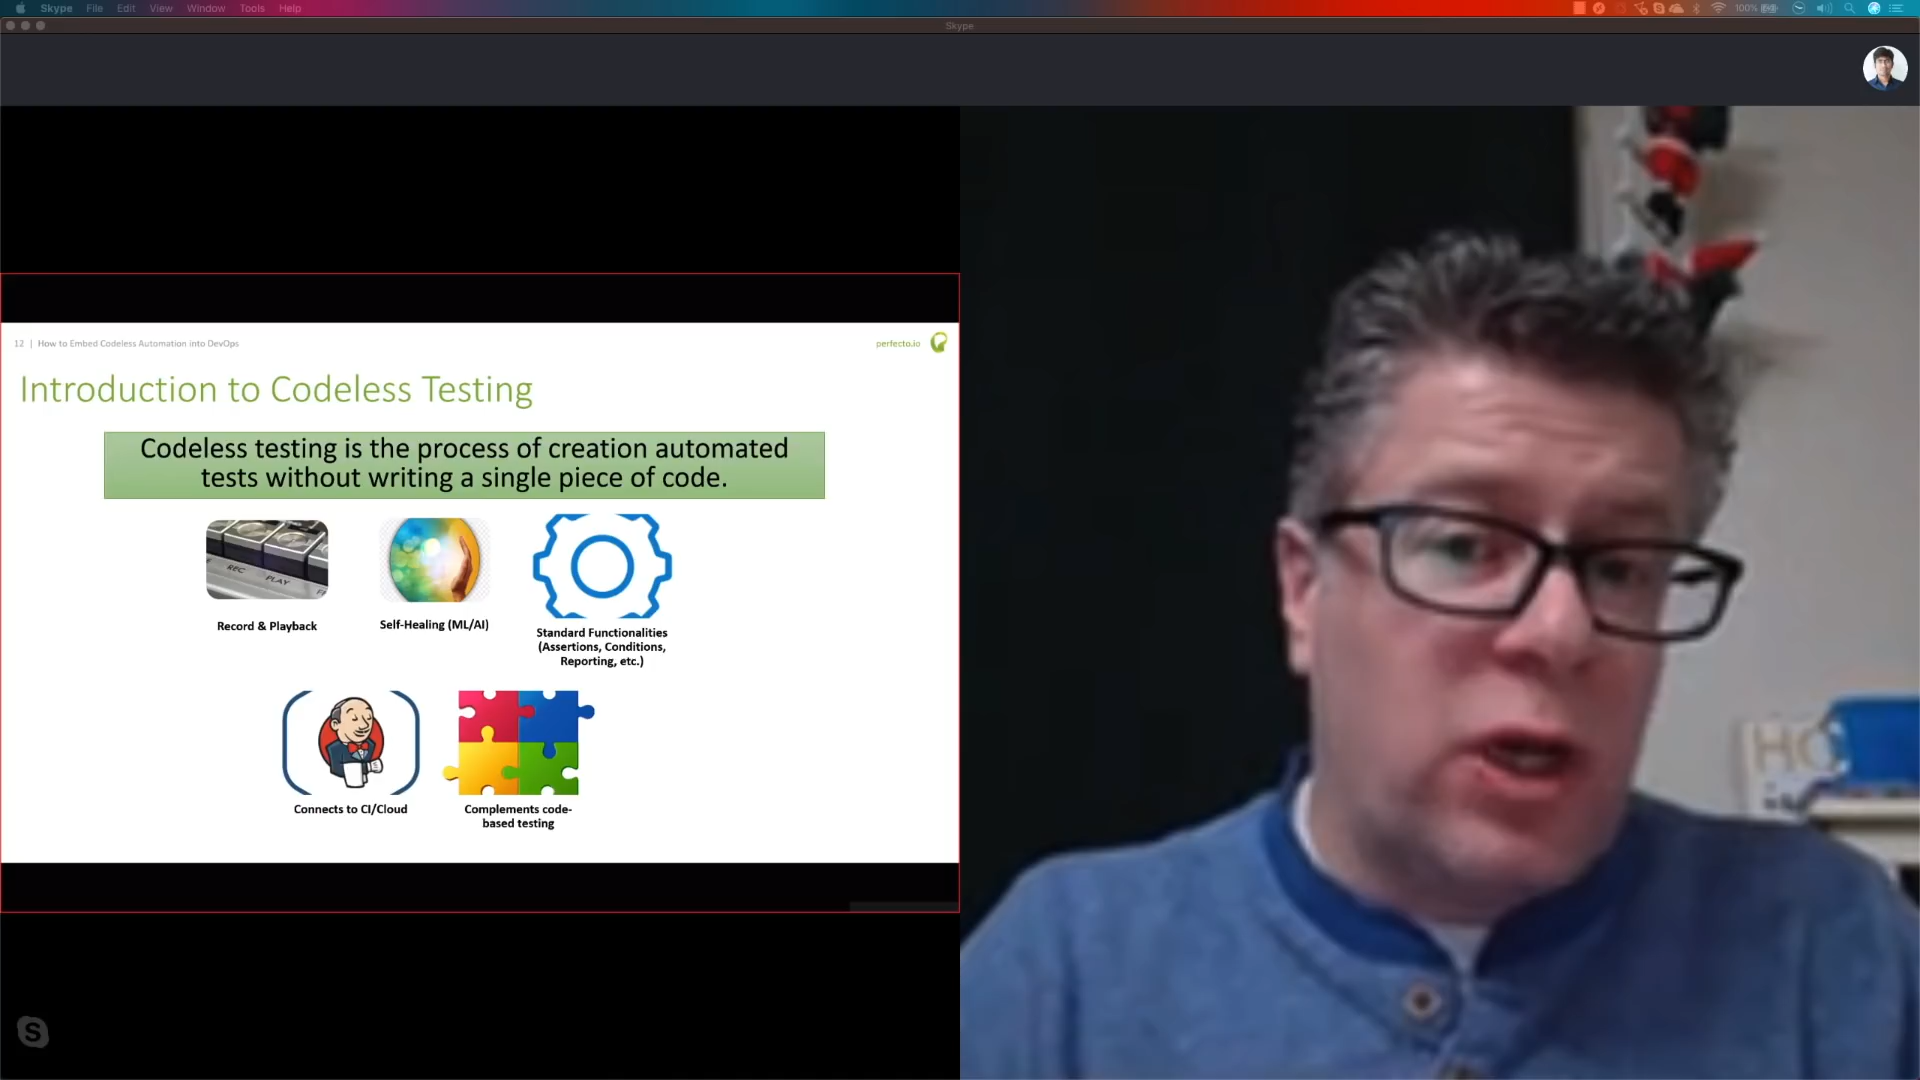 Skype File Edit View Window Tools Help
100%
Skype
12 | How to Embed Codeless Automation into DevOps
perfecto.io
Introduction to Codeless Testing
Codeless testing is the process of creation automated
tests without writing a single piece of code.
REC PLAY
Record & Playback
Self-Healing (ML/AI)
Standard Functionalities
(Assertions, Conditions,
Reporting, etc.)
Connects to CI/Cloud
Complements code-
based testing
HO
S